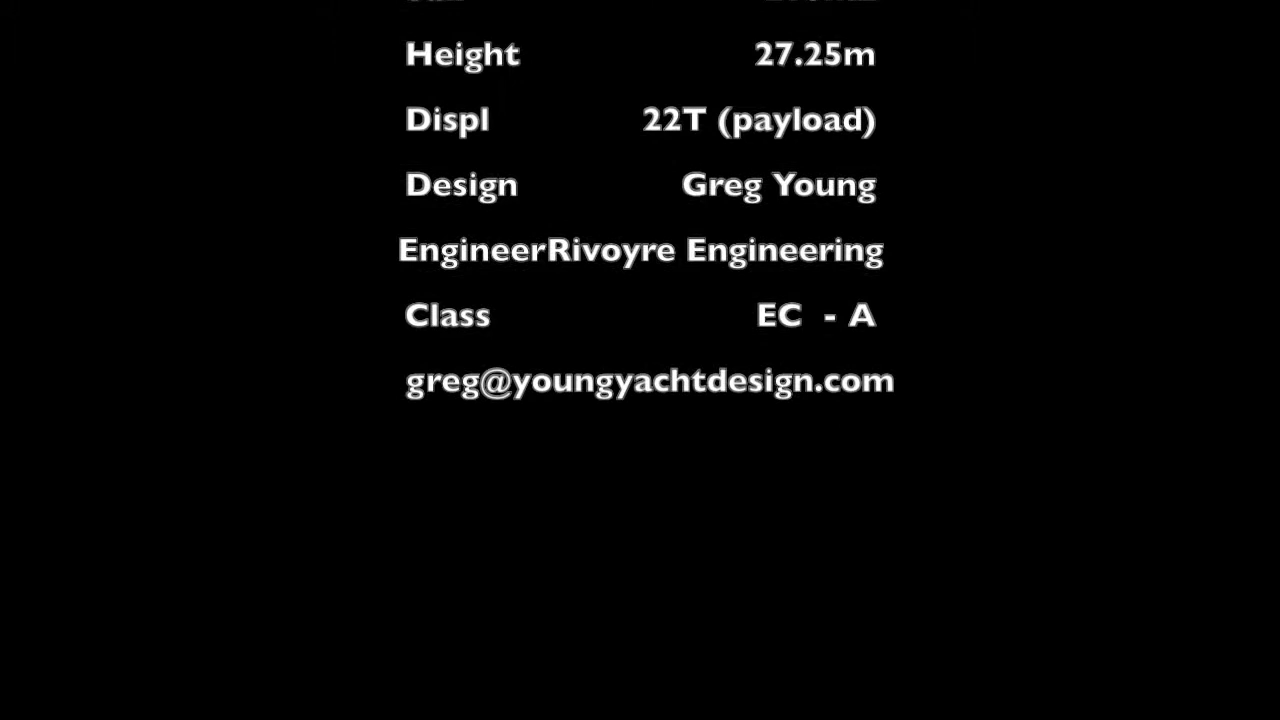 Height 27.25m
Displ 22T (payload)
Design Greg Young
EngineerRivoyre Engineering
Class EC - A
greg@youngyachtdesign.com